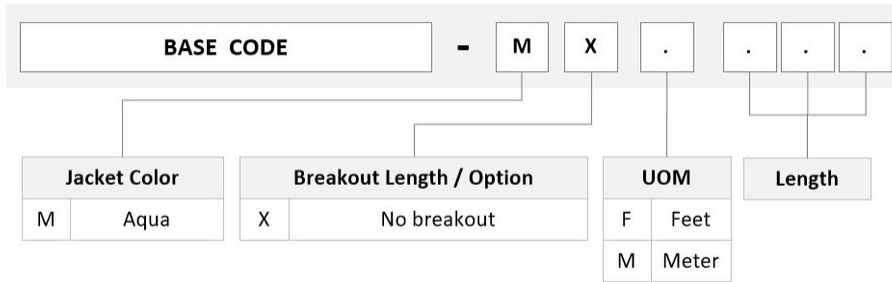 BASE CODE - M X . . . .
Jacket Color
M Aqua
Breakout Length / Option
X No breakout
UOM
F Feet
M Meter
Length